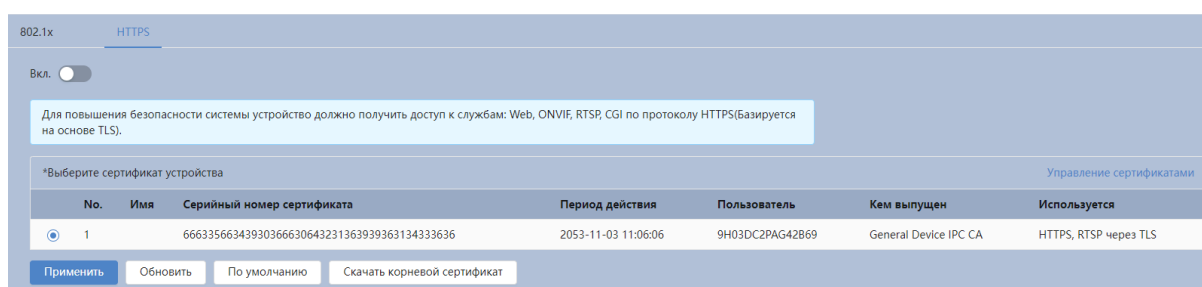 802.1x HTTPS
Вкл.
Для повышения безопасности системы устройство должно получить доступ к службам: Web, ONVIF, RTSP, CGI по протоколу HTTPS(Базируется
на основе TLS).
*Выберите сертификат устройства Управление сертификатами
No. Имя Серийный номер сертификата Период действия Пользователь Кем выпущен Используется
1 666335663439303666306432313639393631343336​36 2053-11-03 11:06:06 9H03DC2PAG42B69 General Device IPC CA HTTPS, RTSP через TLS
Применить Обновить По умолчанию Скачать корневой сертификат